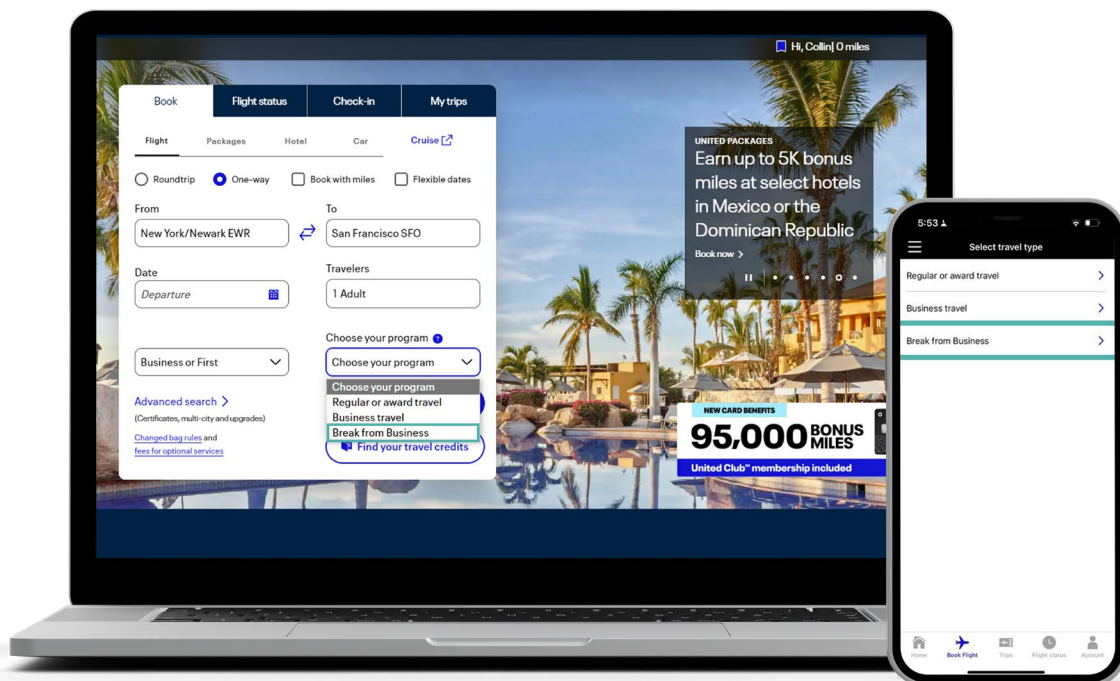 Hi, Collin| 0 miles
Book
Flight status
Check-in
My trips
Flight
Packages
Hotel
Car
Cruise
Roundtrip
One-way
Book with miles
Flexible dates
From
To
New York/Newark EWR
San Francisco SFO
Date
Travelers
Departure
1 Adult
Choose your program ?
Business or First
Choose your program
Choose your program
Regular or award travel
Business travel
Break from Business
Advanced search
(Certificates, multi-city and upgrades)
Changed bag rules and
fees for optional services
Find your travel credits
UNITED PACKAGES
Earn up to 5K bonus
miles at select hotels
in Mexico or the
Dominican Republic
Book now >
NEW CARD BENEFITS
95,000 BONUS
MILES
United Club℠ membership included
5:53
Select travel type
Regular or award travel
Business travel
Break from Business
Home
Book Flight
Trips
Flight status
Account